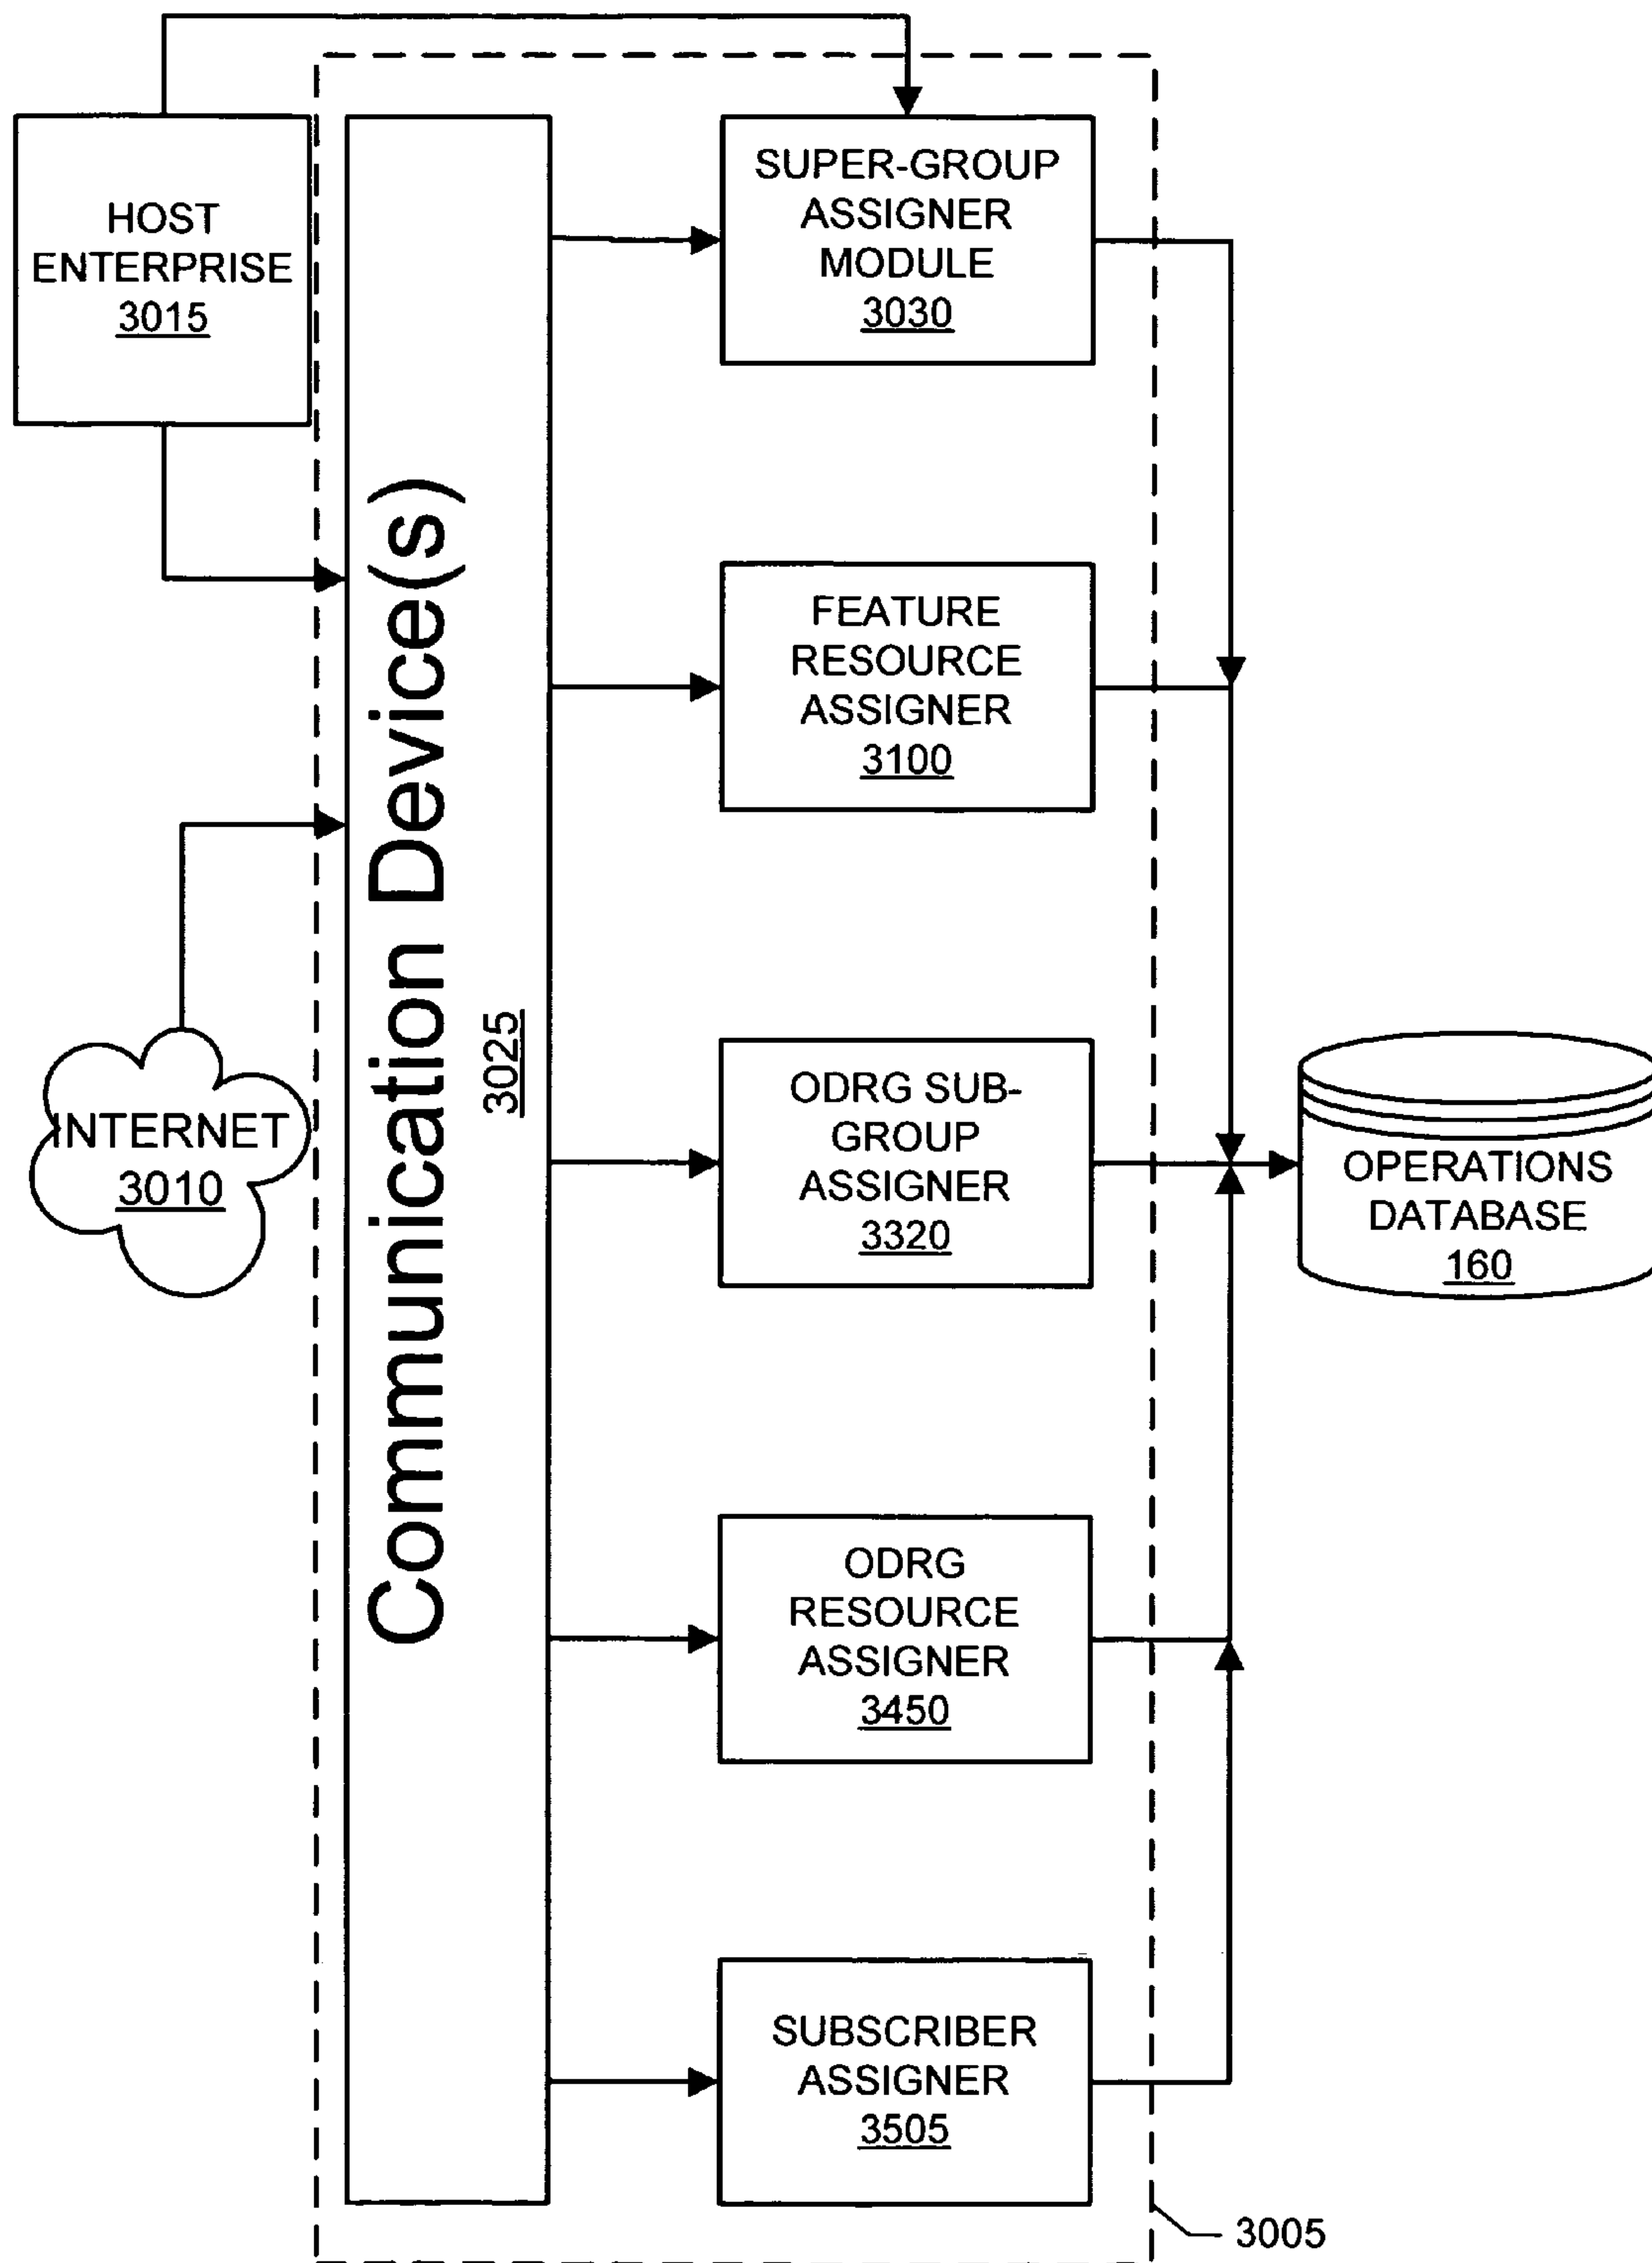 HOST
ENTERPRISE
3015
INTERNET
3010
Communication Device(s)
3025
SUPER-GROUP
ASSIGNER
MODULE
3030
FEATURE
RESOURCE
ASSIGNER
3100
ODRG SUB-
GROUP
ASSIGNER
3320
ODRG
RESOURCE
ASSIGNER
3450
SUBSCRIBER
ASSIGNER
3505
OPERATIONS
DATABASE
160
3005